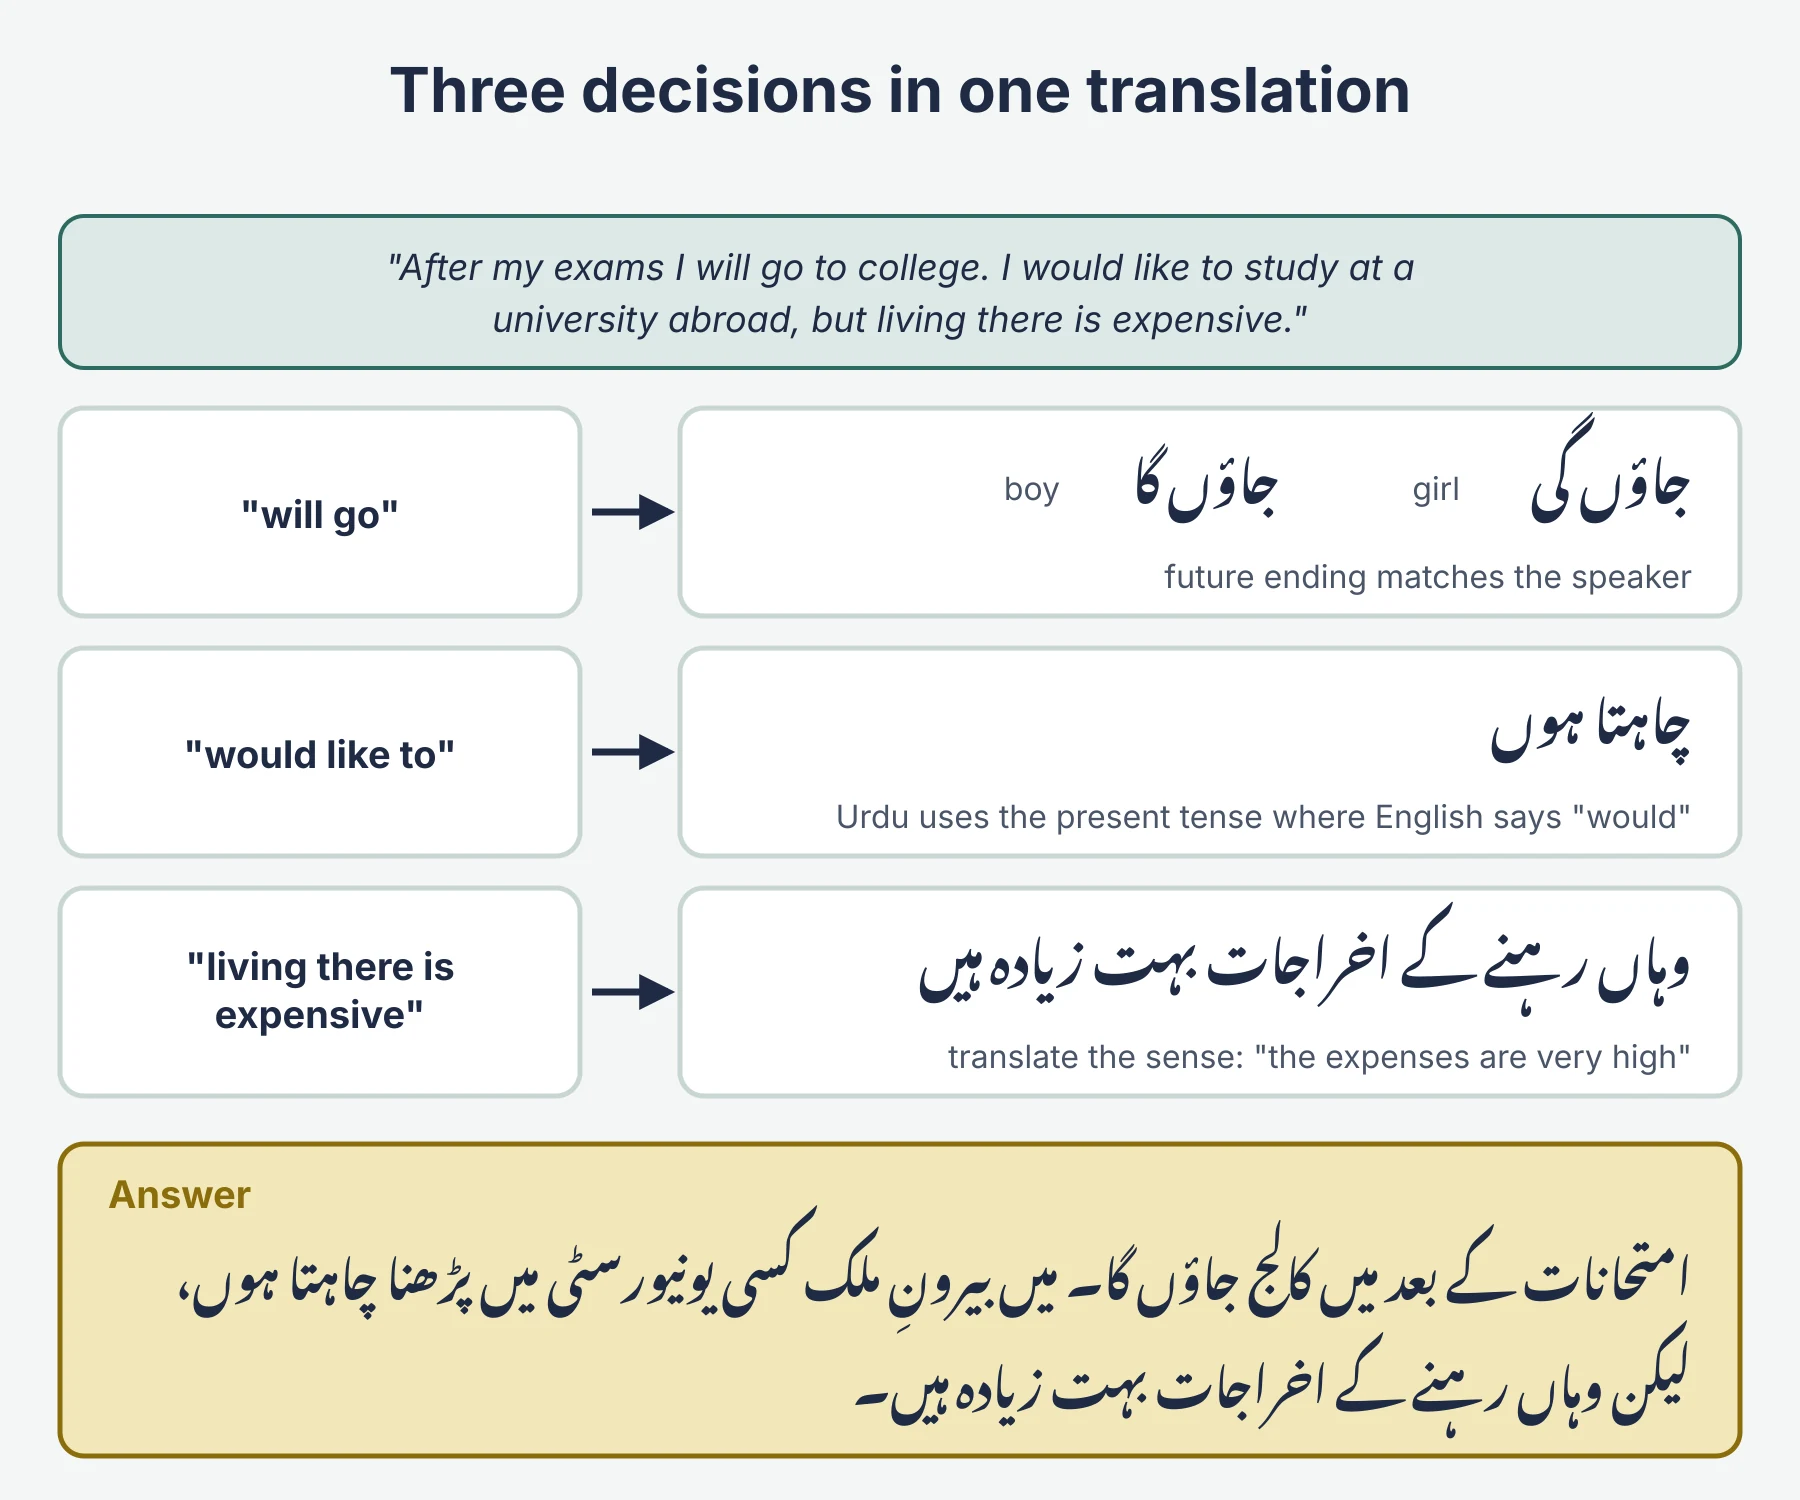 Three decisions in one translation
"After my exams I will go to college. I would like to study at a
university abroad, but living there is expensive."
"will go"
جاؤں گی girl جاؤں گا boy
future ending matches the speaker
"would like to"
چاہتا ہوں
Urdu uses the present tense where English says "would"
"living there is
expensive"
وہاں رہنے کے اخراجات بہت زیادہ ہیں
translate the sense: "the expenses are very high"
Answer
امتحانات کے بعد میں کالج جاؤں گا۔ میں بیرونِ ملک کسی یونیورسٹی میں پڑھنا چاہتا ہوں،
لیکن وہاں رہنے کے اخراجات بہت زیادہ ہیں۔